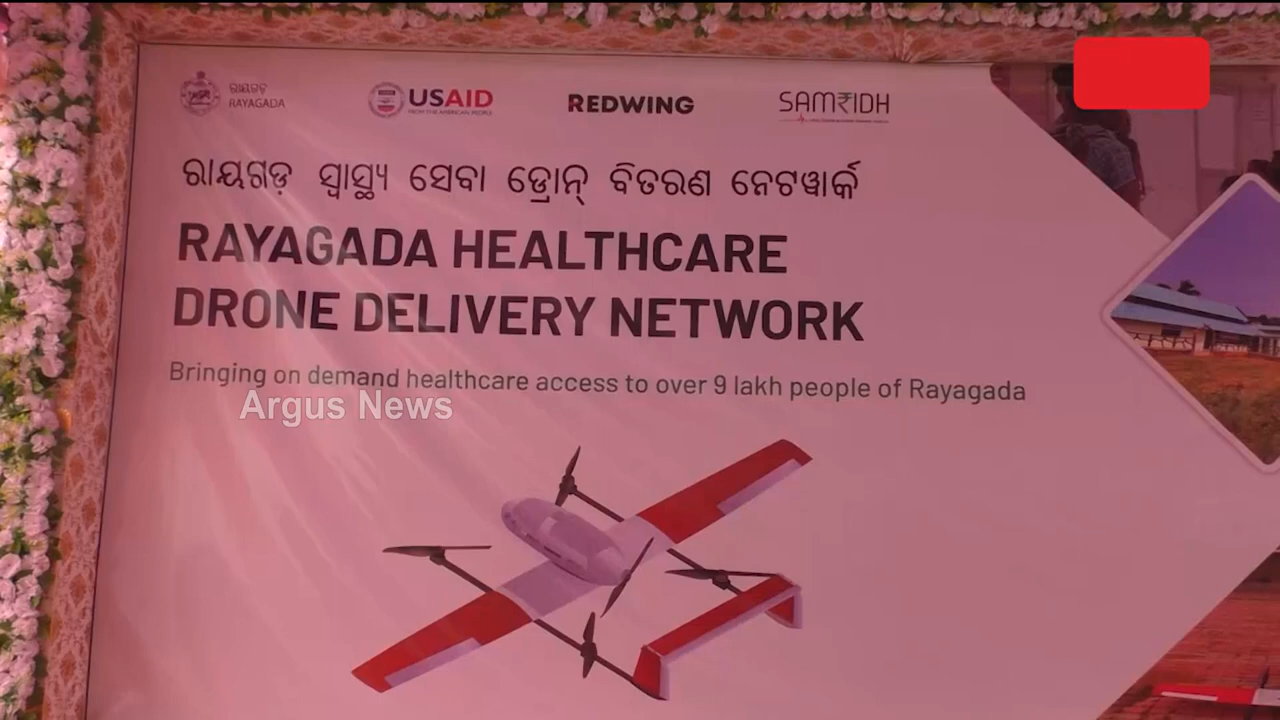 ରାୟଗଡ଼
RAYAGADA
USAID
FROM THE AMERICAN PEOPLE
REDWING
SAM₹IDH
ରାୟଗଡ଼ ସ୍ୱାସ୍ଥ୍ୟ ସେବା ଡ୍ରୋନ୍ ବିତରଣ ନେଟୱାର୍କ
RAYAGADA HEALTHCARE
DRONE DELIVERY NETWORK
Bringing on demand healthcare access to over 9 lakh people of Rayagada
Argus News